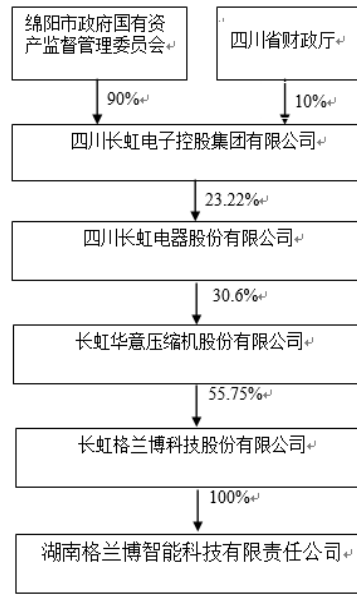 绵阳市政府国有资
产监督管理委员会
四川省财政厅
90%
10%
四川长虹电子控股集团有限公司
23.22%
四川长虹电器股份有限公司
30.6%
长虹华意压缩机股份有限公司
55.75%
长虹格兰博科技股份有限公司
100%
湖南格兰博智能科技有限责任公司